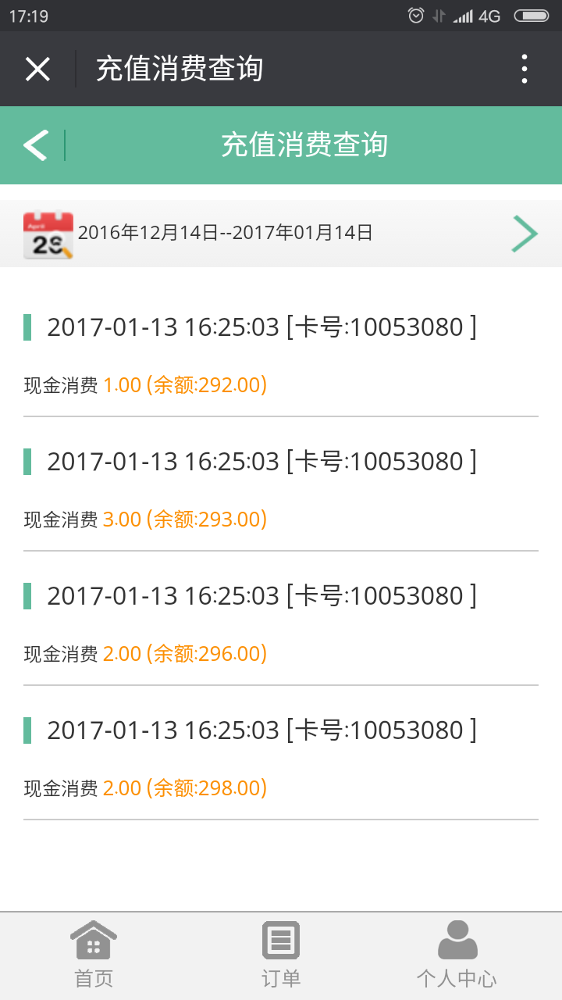 17:19
4G
充值消费查询
充值消费查询
April
28
2016年12月14日--2017年01月14日
2017-01-13 16:25:03 [卡号:10053080 ]
现金消费 1.00 (余额:292.00)
2017-01-13 16:25:03 [卡号:10053080 ]
现金消费 3.00 (余额:293.00)
2017-01-13 16:25:03 [卡号:10053080 ]
现金消费 2.00 (余额:296.00)
2017-01-13 16:25:03 [卡号:10053080 ]
现金消费 2.00 (余额:298.00)
首页
订单
个人中心